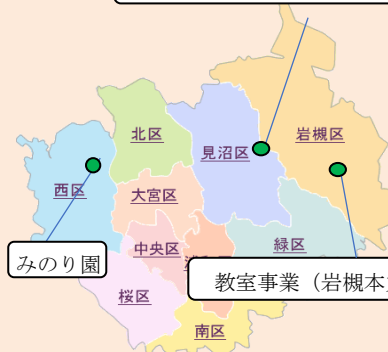 北区
見沼区
岩槻区
西区
大宮区
中央区
緑区
みのり園
教室事業（岩槻本
桜区
南区